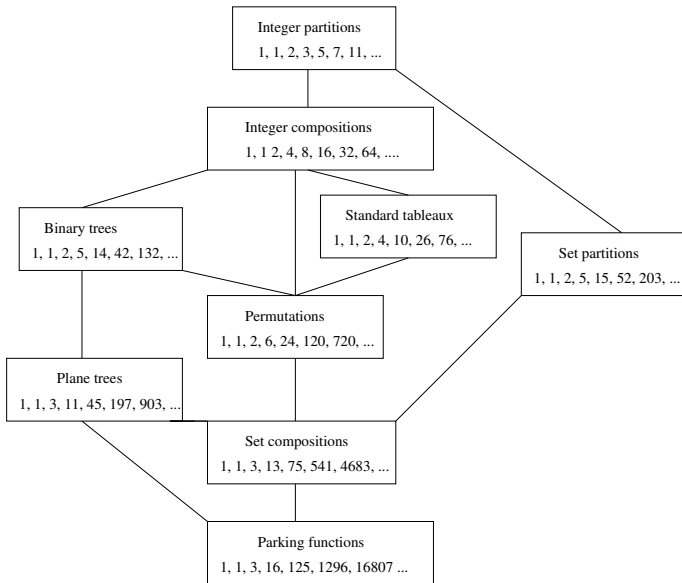 Integer partitions
1, 1, 2, 3, 5, 7, 11, ...
Integer compositions
1, 1 2, 4, 8, 16, 32, 64, ....
Binary trees
1, 1, 2, 5, 14, 42, 132, ...
Standard tableaux
1, 1, 2, 4, 10, 26, 76, ...
Set partitions
1, 1, 2, 5, 15, 52, 203, ...
Permutations
1, 1, 2, 6, 24, 120, 720, ...
Plane trees
1, 1, 3, 11, 45, 197, 903, ...
Set compositions
1, 1, 3, 13, 75, 541, 4683, ...
Parking functions
1, 1, 3, 16, 125, 1296, 16807 ...